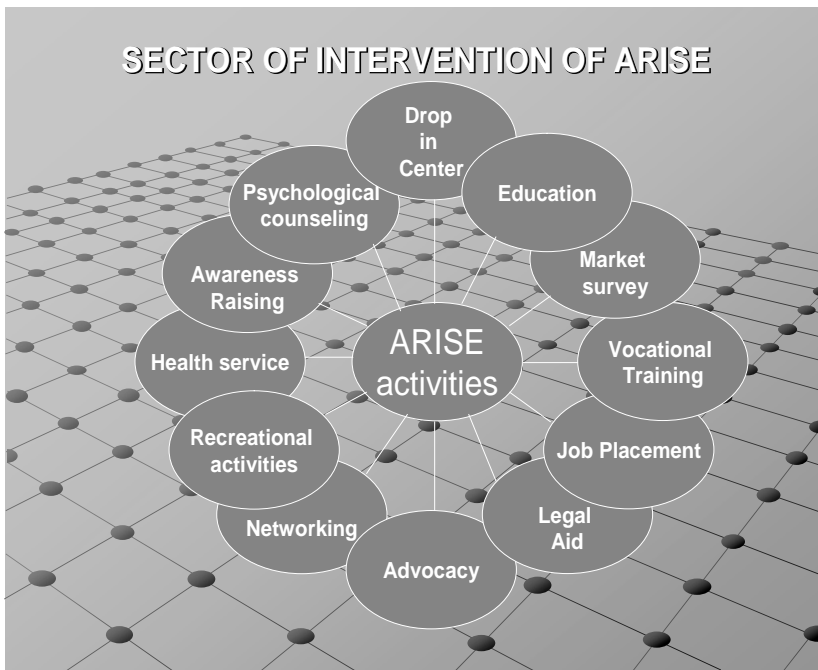 SECTOR OF INTERVENTION OF ARISE
Drop
in
Center
Education
Market
survey
Vocational
Training
Job Placement
Legal
Aid
Advocacy
Networking
Recreational
activities
Health service
Awareness
Raising
Psychological
counseling
ARISE
activities